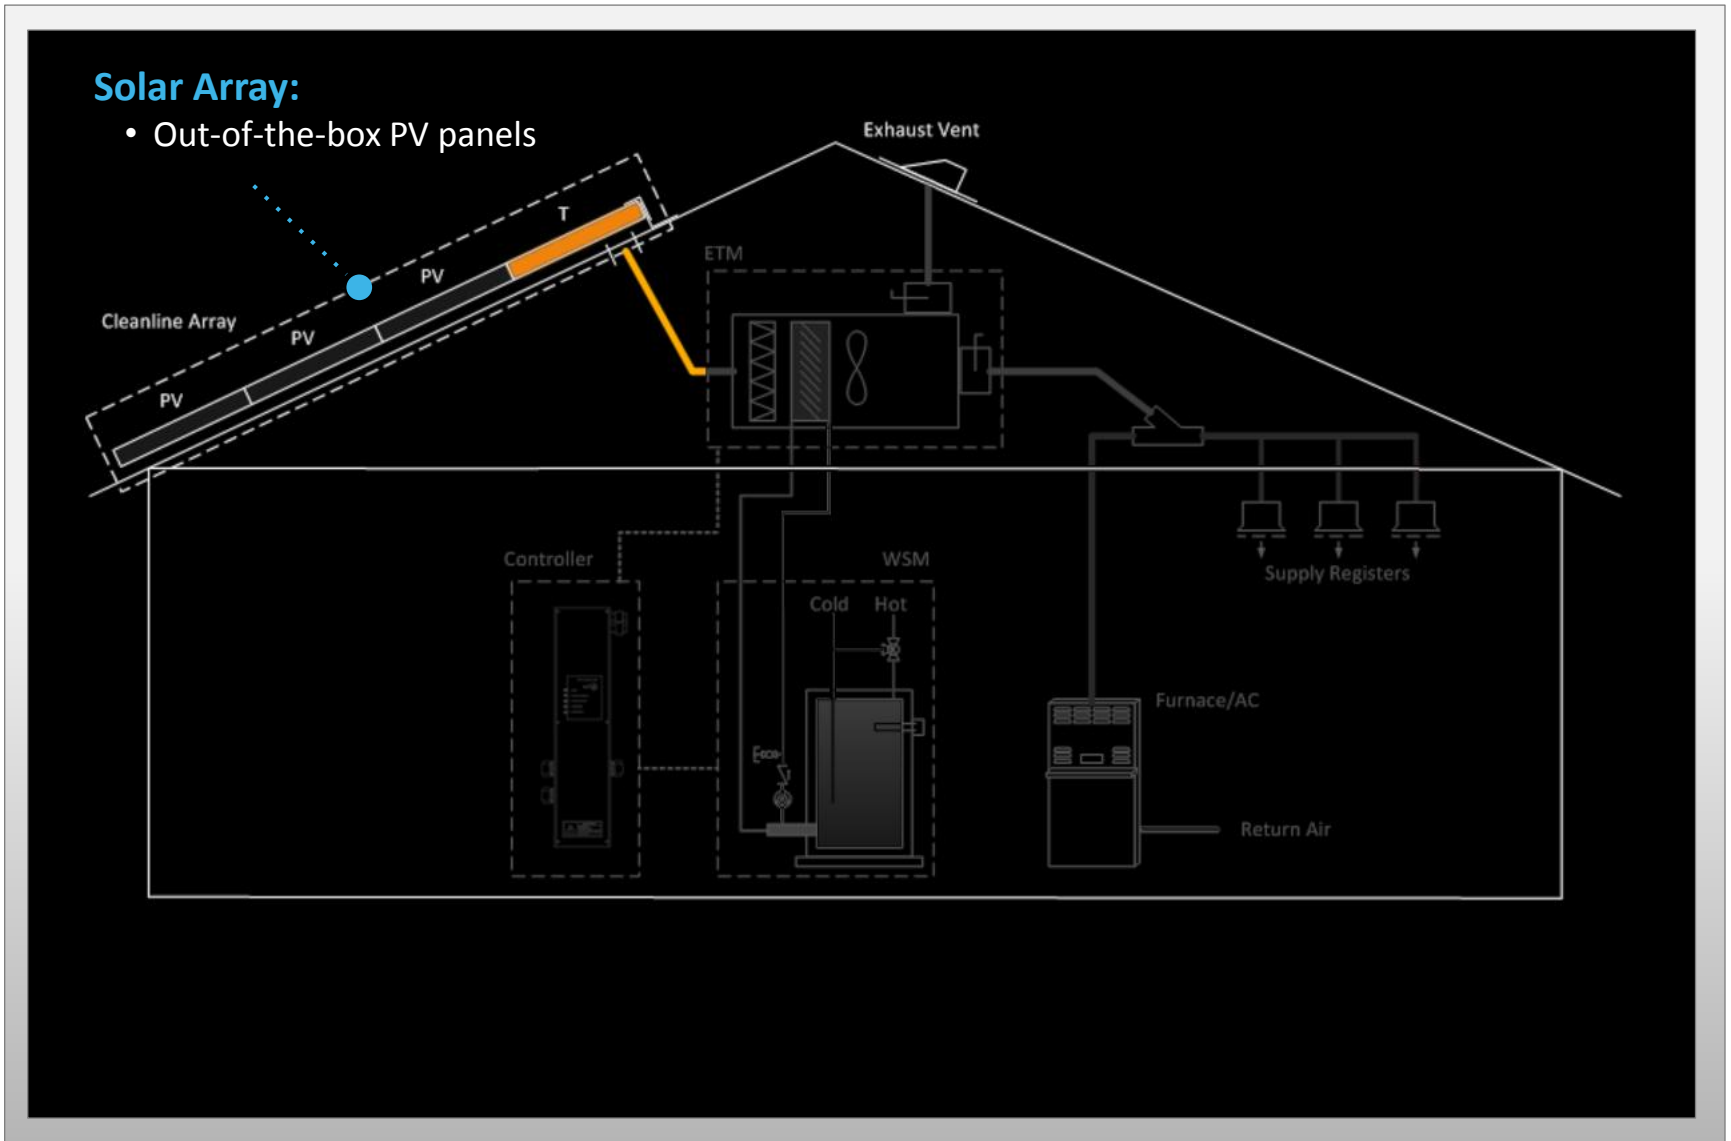 Solar Array:
• Out-of-the-box PV panels
Exhaust Vent
T
ETM
PV
Cleanline Array
PV
PV
Controller
WSM
Supply Registers
Cold Hot
Furnace/AC
Return Air